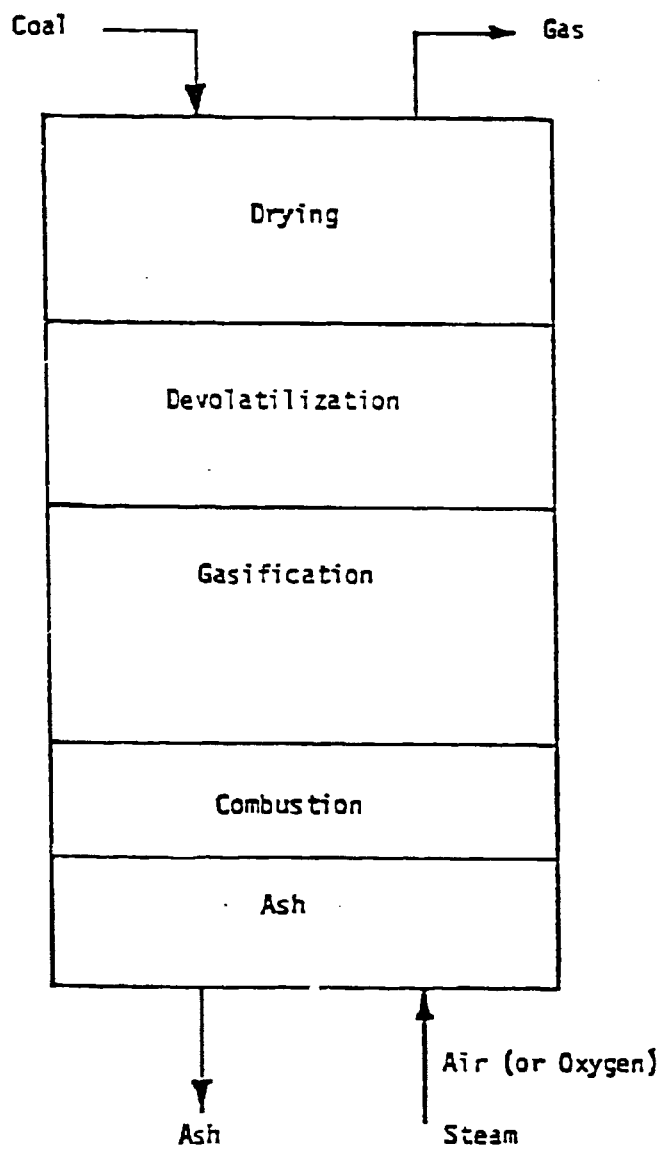 Coal
Gas
Drying
Devolatilization
Gasification
Combustion
Ash
Air (or Oxygen)
Ash
Steam